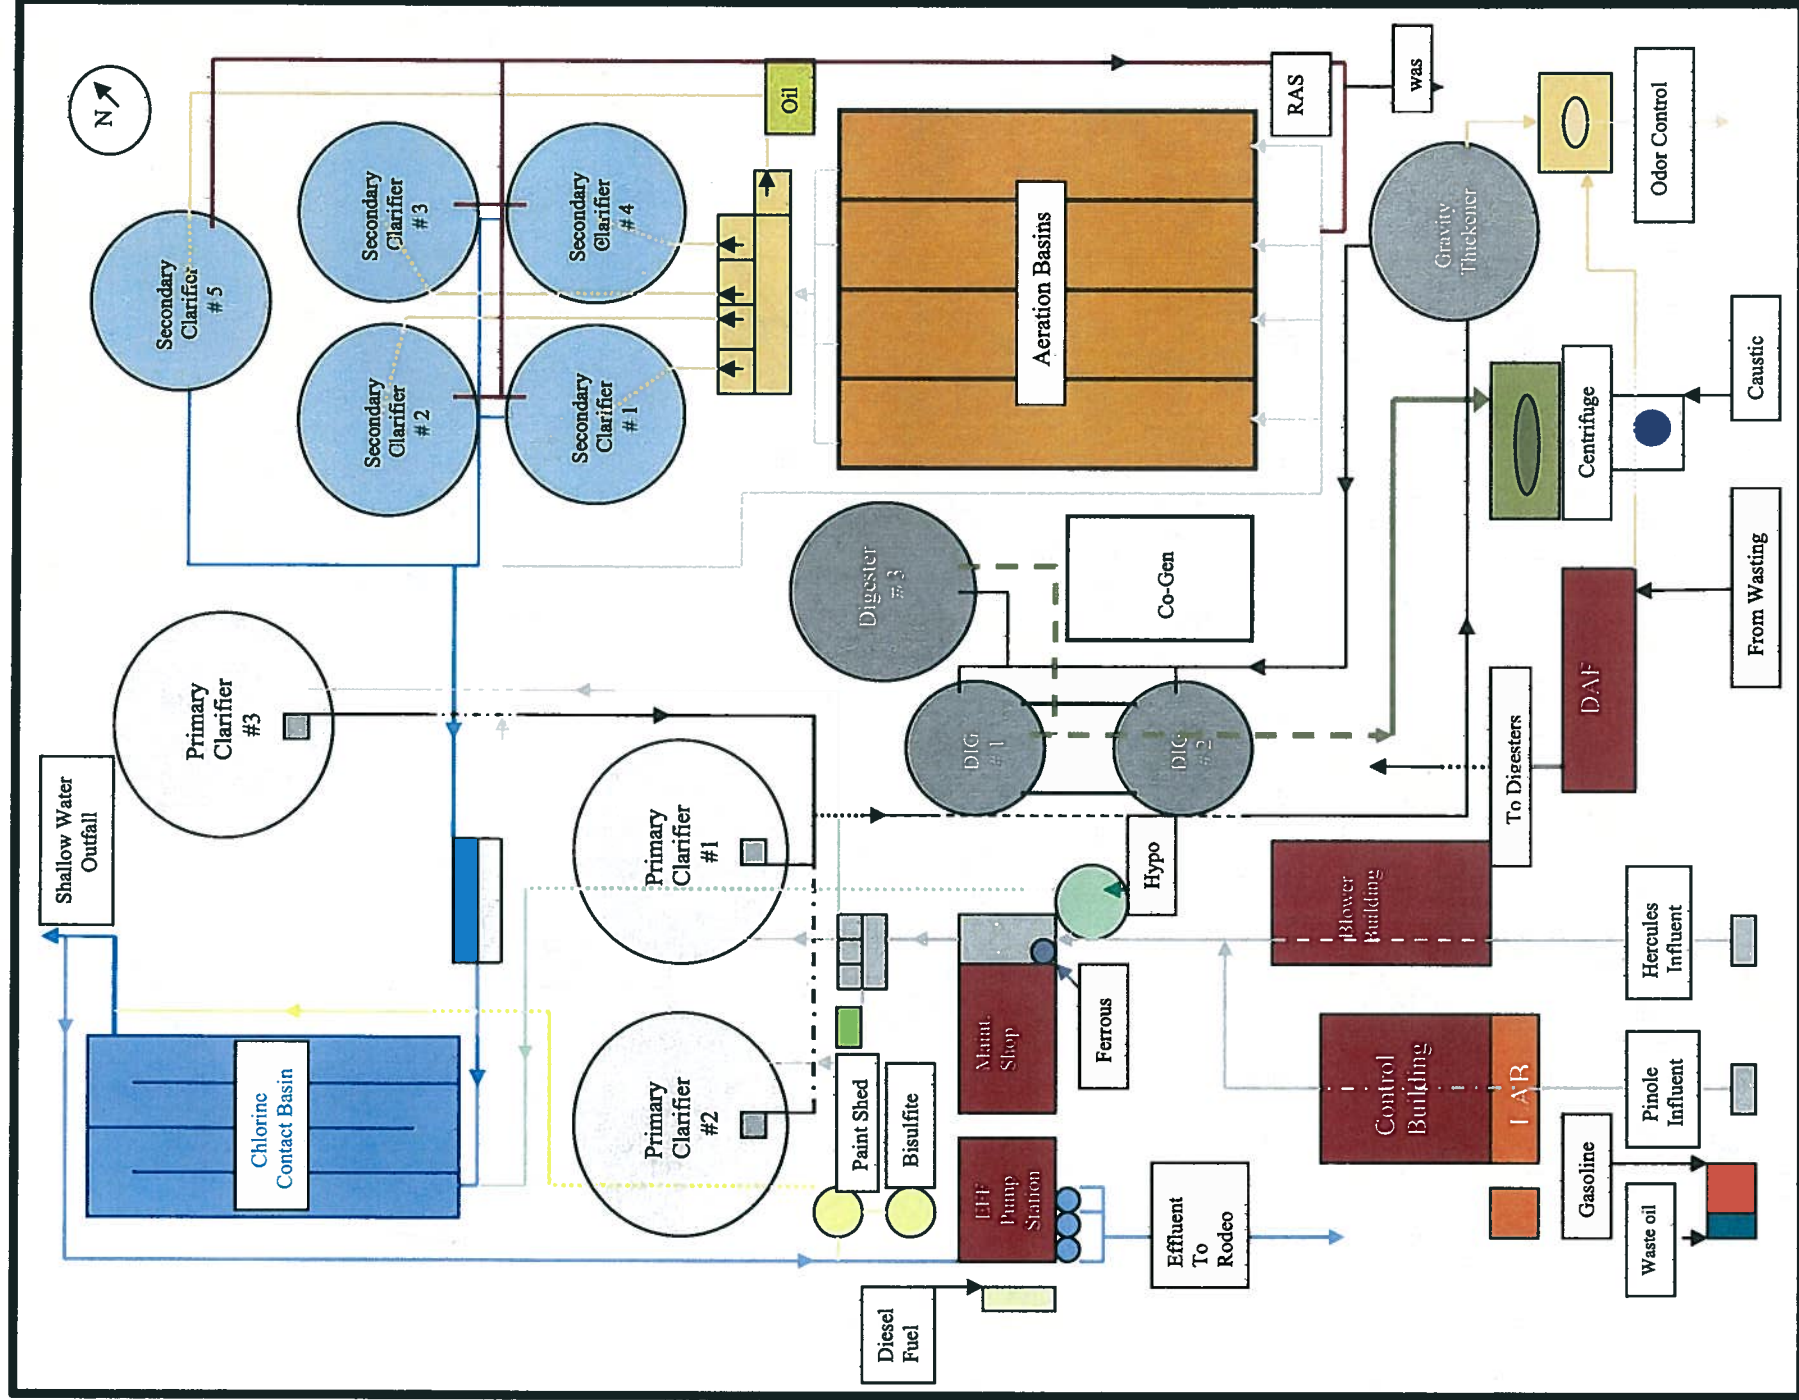 N
Shallow Water
Outfall
Primary
Clarifier
#3
Secondary
Clarifier
# 5
Secondary
Clarifier
# 3
Secondary
Clarifier
# 2
Secondary
Clarifier
# 4
Secondary
Clarifier
# 1
Oil
Aeration Basins
RAS
was
Gravity
Thickener
Odor Control
Centrifuge
Caustic
From Wasting
DAF
To Digesters
Digester
# 3
Co-Gen
DIG
# 1
DIG
# 2
Hypo
Primary
Clarifier
#1
Primary
Clarifier
#2
Chlorine
Contact Basin
Paint Shed
Bisulfite
Maint.
Shop
Ferrous
Blower
Building
Hercules
Influent
Control
Building
LAB
Pinole
Influent
EFF
Pump
Station
Effluent
To
Rodeo
Diesel
Fuel
Gasoline
Waste oil